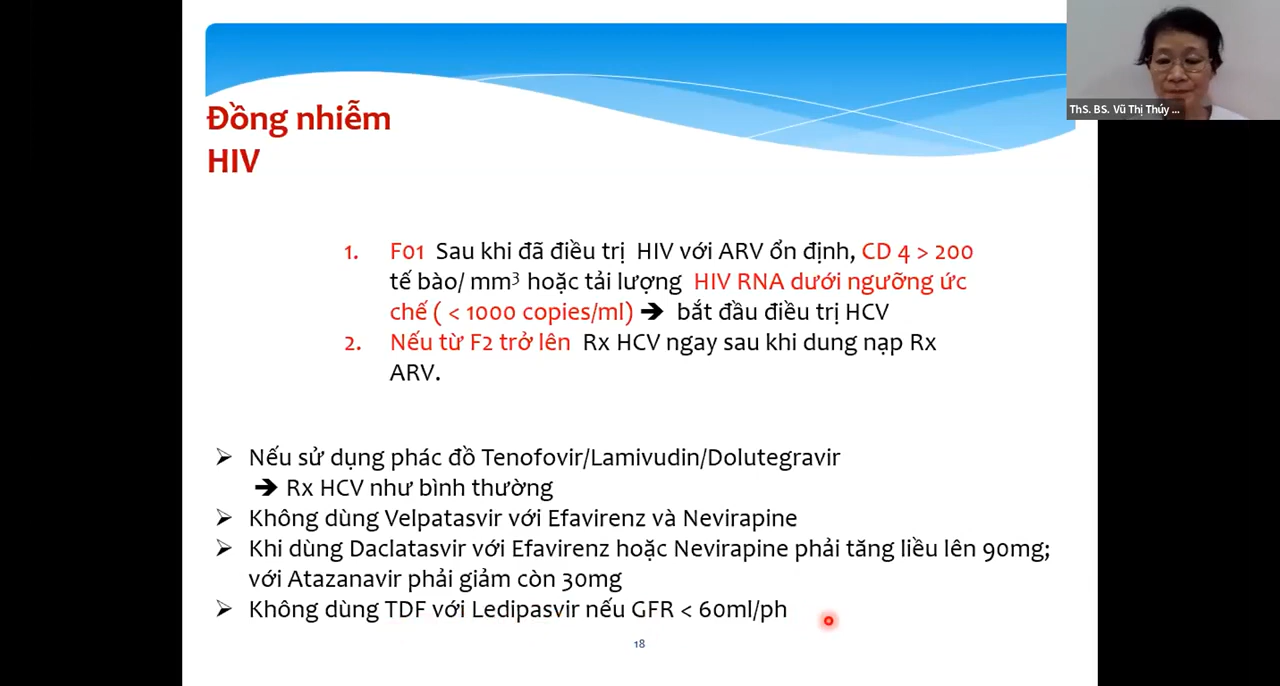 ThS. BS. Vũ Thị Thúy ...
Đồng nhiễm
HIV
1. F01 Sau khi đã điều trị HIV với ARV ổn định, CD 4 > 200
tế bào/ mm³ hoặc tải lượng HIV RNA dưới ngưỡng ức
chế ( < 1000 copies/ml) ➔ bắt đầu điều trị HCV
2. Nếu từ F2 trở lên Rx HCV ngay sau khi dung nạp Rx
ARV.
➢ Nếu sử dụng phác đồ Tenofovir/Lamivudin/Dolutegravir
➔ Rx HCV như bình thường
➢ Không dùng Velpatasvir với Efavirenz và Nevirapine
➢ Khi dùng Daclatasvir với Efavirenz hoặc Nevirapine phải tăng liều lên 90mg;
với Atazanavir phải giảm còn 30mg
➢ Không dùng TDF với Ledipasvir nếu GFR < 60ml/ph
18